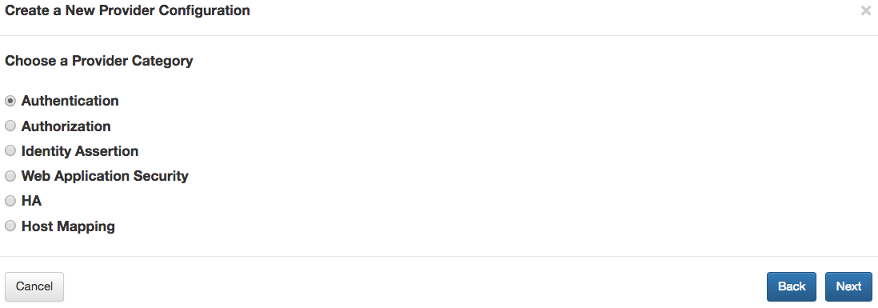 Create a New Provider Configuration ×
Choose a Provider Category
Authentication
Authorization
Identity Assertion
Web Application Security
HA
Host Mapping
Cancel Back Next